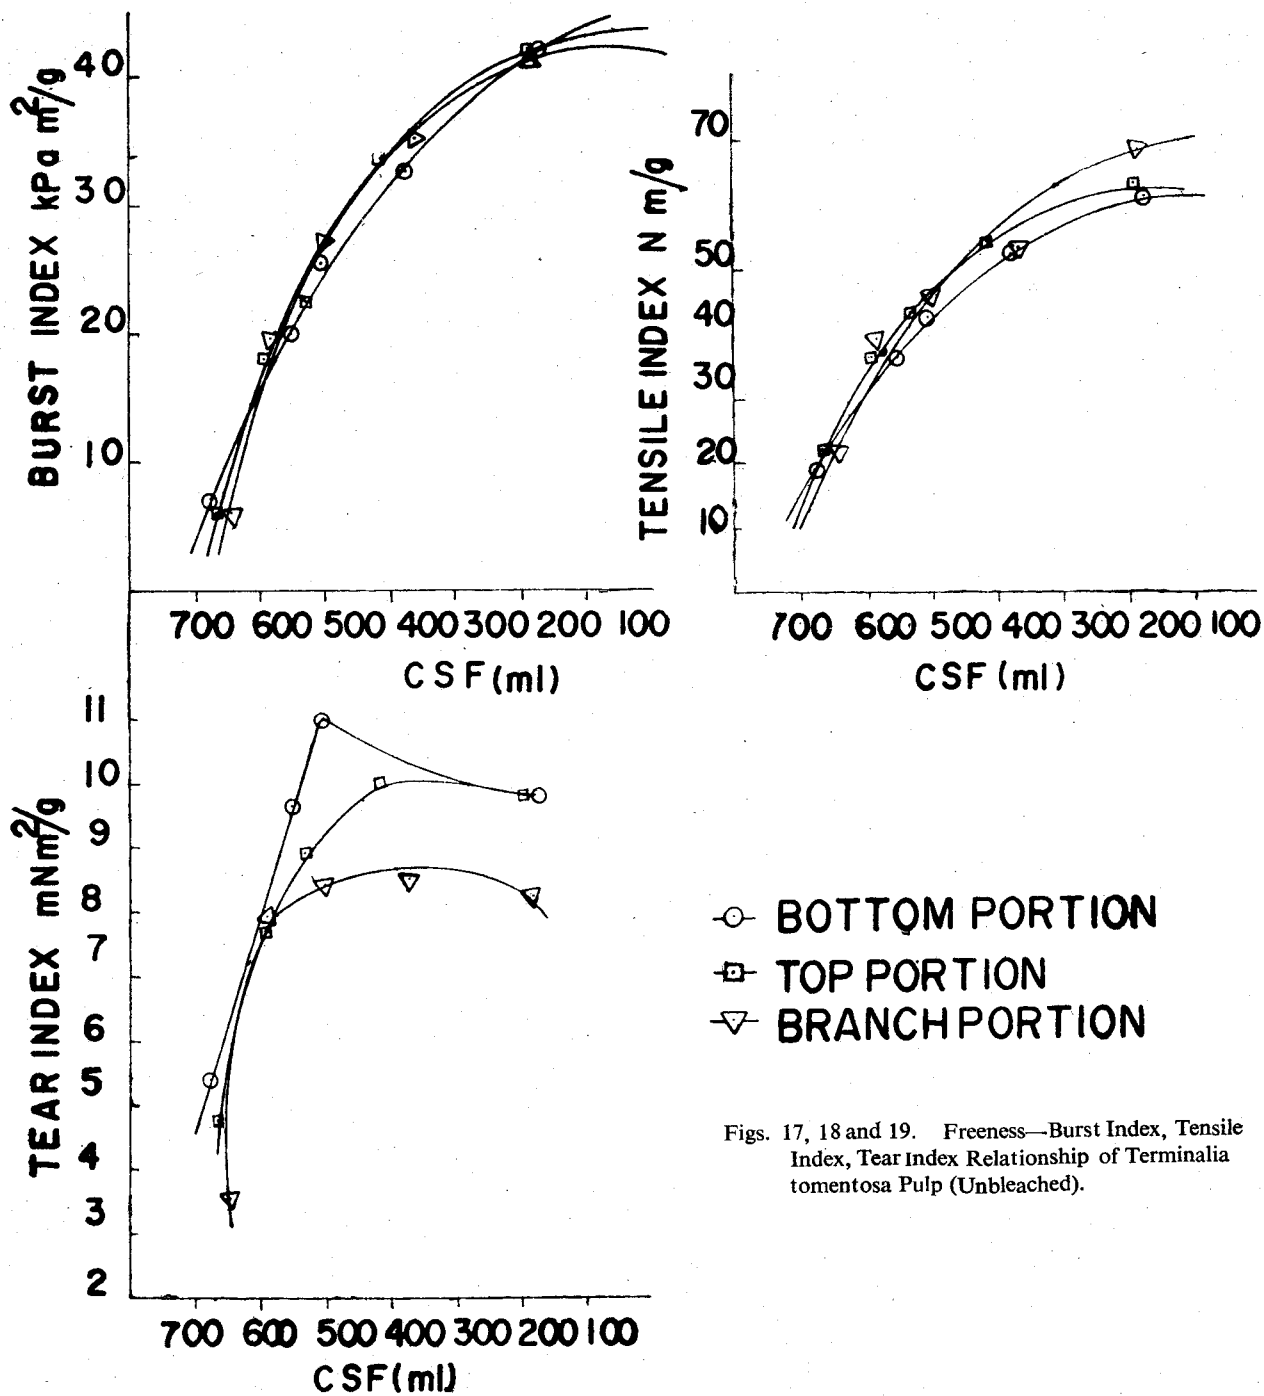 BURST INDEX kPa m²/g
40
30
20
10
700 600 500 400 300 200 100
CSF (ml)
TENSILE INDEX N m/g
70
50
40
30
20
10
700 600 500 400 300 200 100
CSF (ml)
TEAR INDEX mNm²/g
11
10
9
8
7
6
5
4
3
2
700 600 500 400 300 200 100
CSF (ml)
BOTTOM PORTION
TOP PORTION
BRANCH PORTION
Figs. 17, 18 and 19. Freeness—Burst Index, Tensile
Index, Tear Index Relationship of Terminalia
tomentosa Pulp (Unbleached).